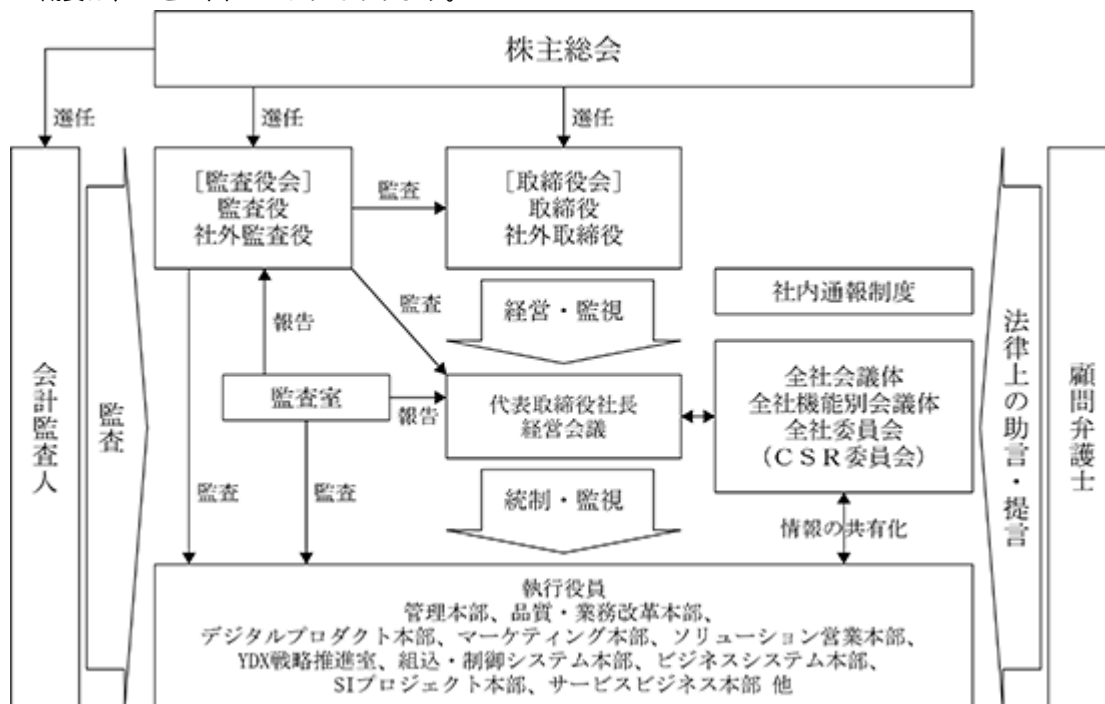 株主総会
選任
選任
選任
[監査役会]
監査役
社外監査役
監査
[取締役会]
取締役
社外取締役
社内通報制度
報告
監査
経営・監視
会計監査人
監査
監査室
報告
代表取締役社長
経営会議
全社会議体
全社機能別会議体
全社委員会
(CSR委員会)
法律上の助言・提言
顧問弁護士
監査
監査
統制・監視
情報の共有化
執行役員
管理本部、品質・業務改革本部、
デジタルプロダクト本部、マーケティング本部、ソリューション営業本部、
YDX戦略推進室、組込・制御システム本部、ビジネスシステム本部、
SIプロジェクト本部、サービスビジネス本部 他